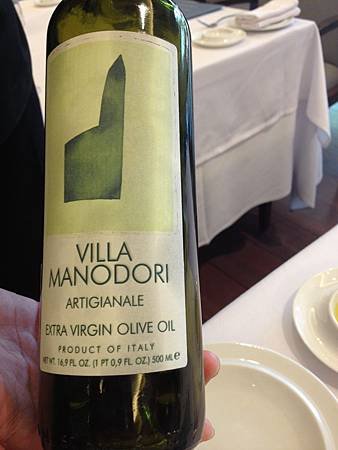 VILLA
MANODORI
ARTIGIANALE
EXTRA VIRGIN OLIVE OIL
PRODUCT OF ITALY
NET WT. 16,9 FL. OZ. (1 PT 0,9 FL. OZ.) 500 ML ℮